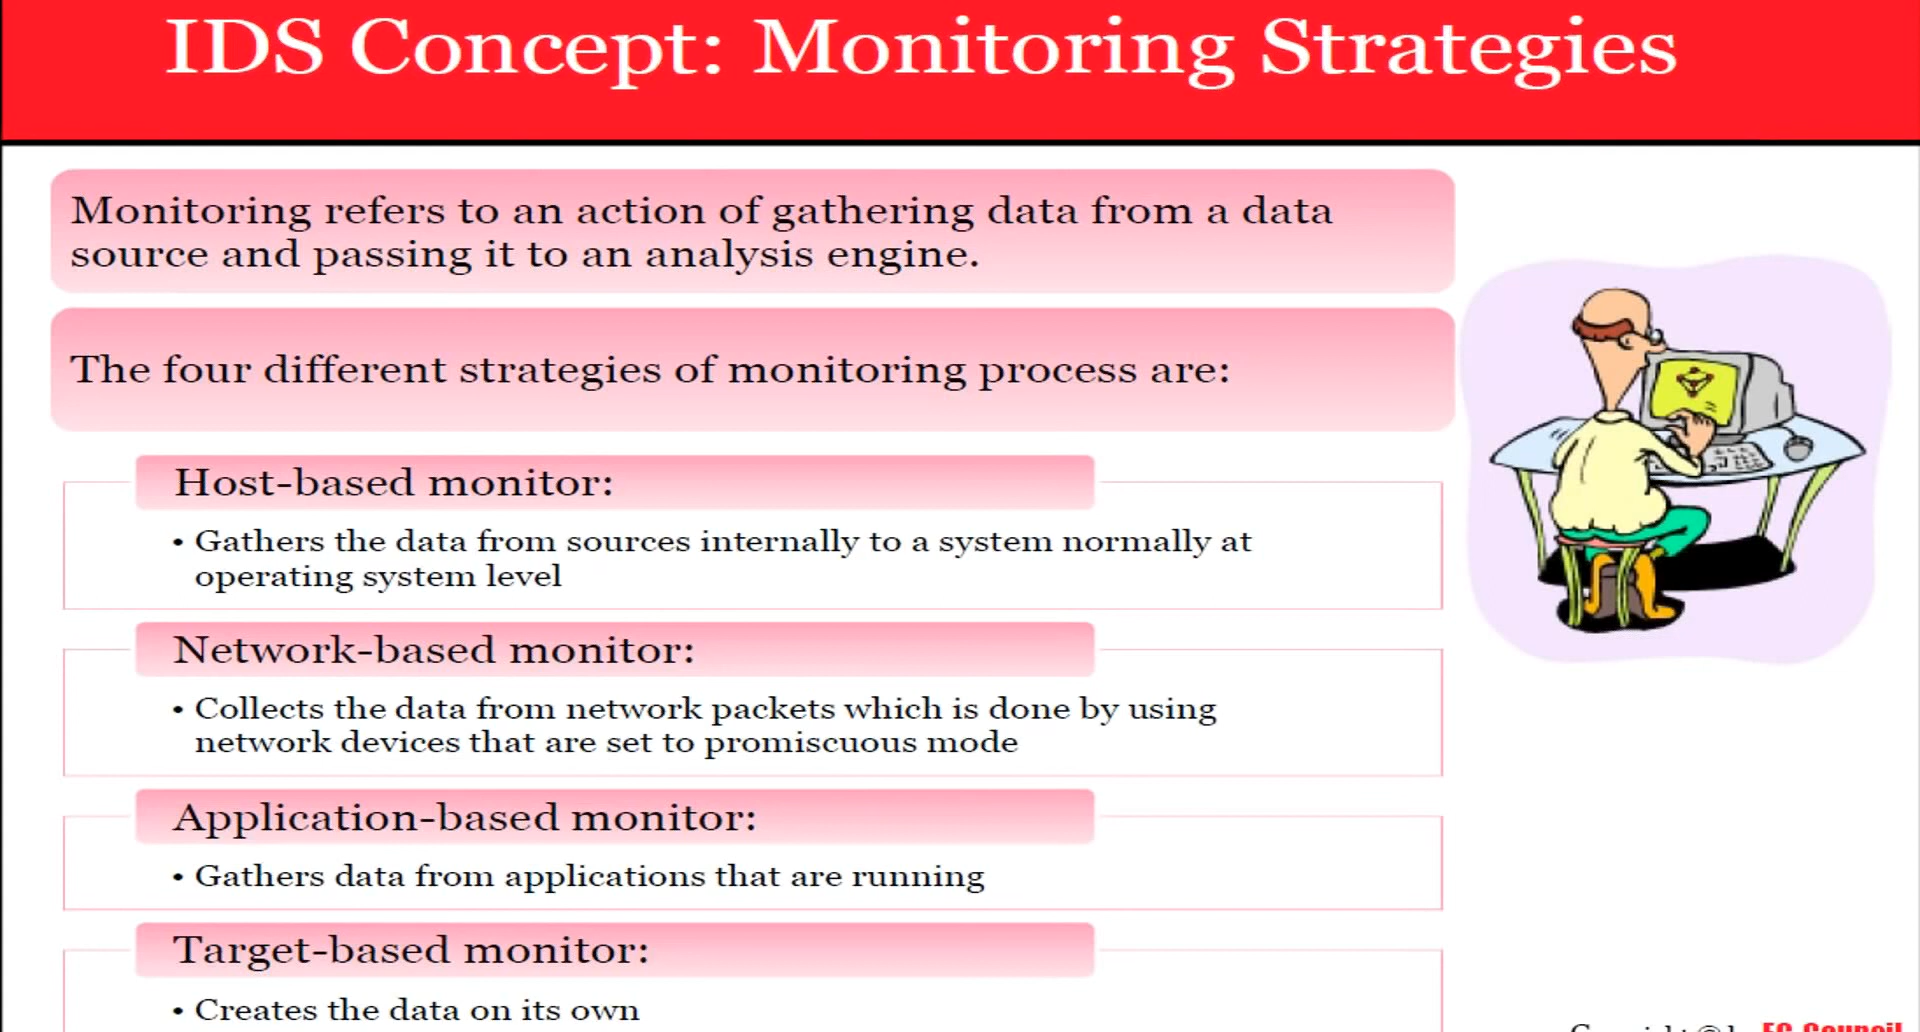 IDS Concept: Monitoring Strategies
Monitoring refers to an action of gathering data from a data
source and passing it to an analysis engine.
The four different strategies of monitoring process are:
Host-based monitor:
• Gathers the data from sources internally to a system normally at
operating system level
Network-based monitor:
• Collects the data from network packets which is done by using
network devices that are set to promiscuous mode
Application-based monitor:
• Gathers data from applications that are running
Target-based monitor:
• Creates the data on its own
Copyright © by EC-Council